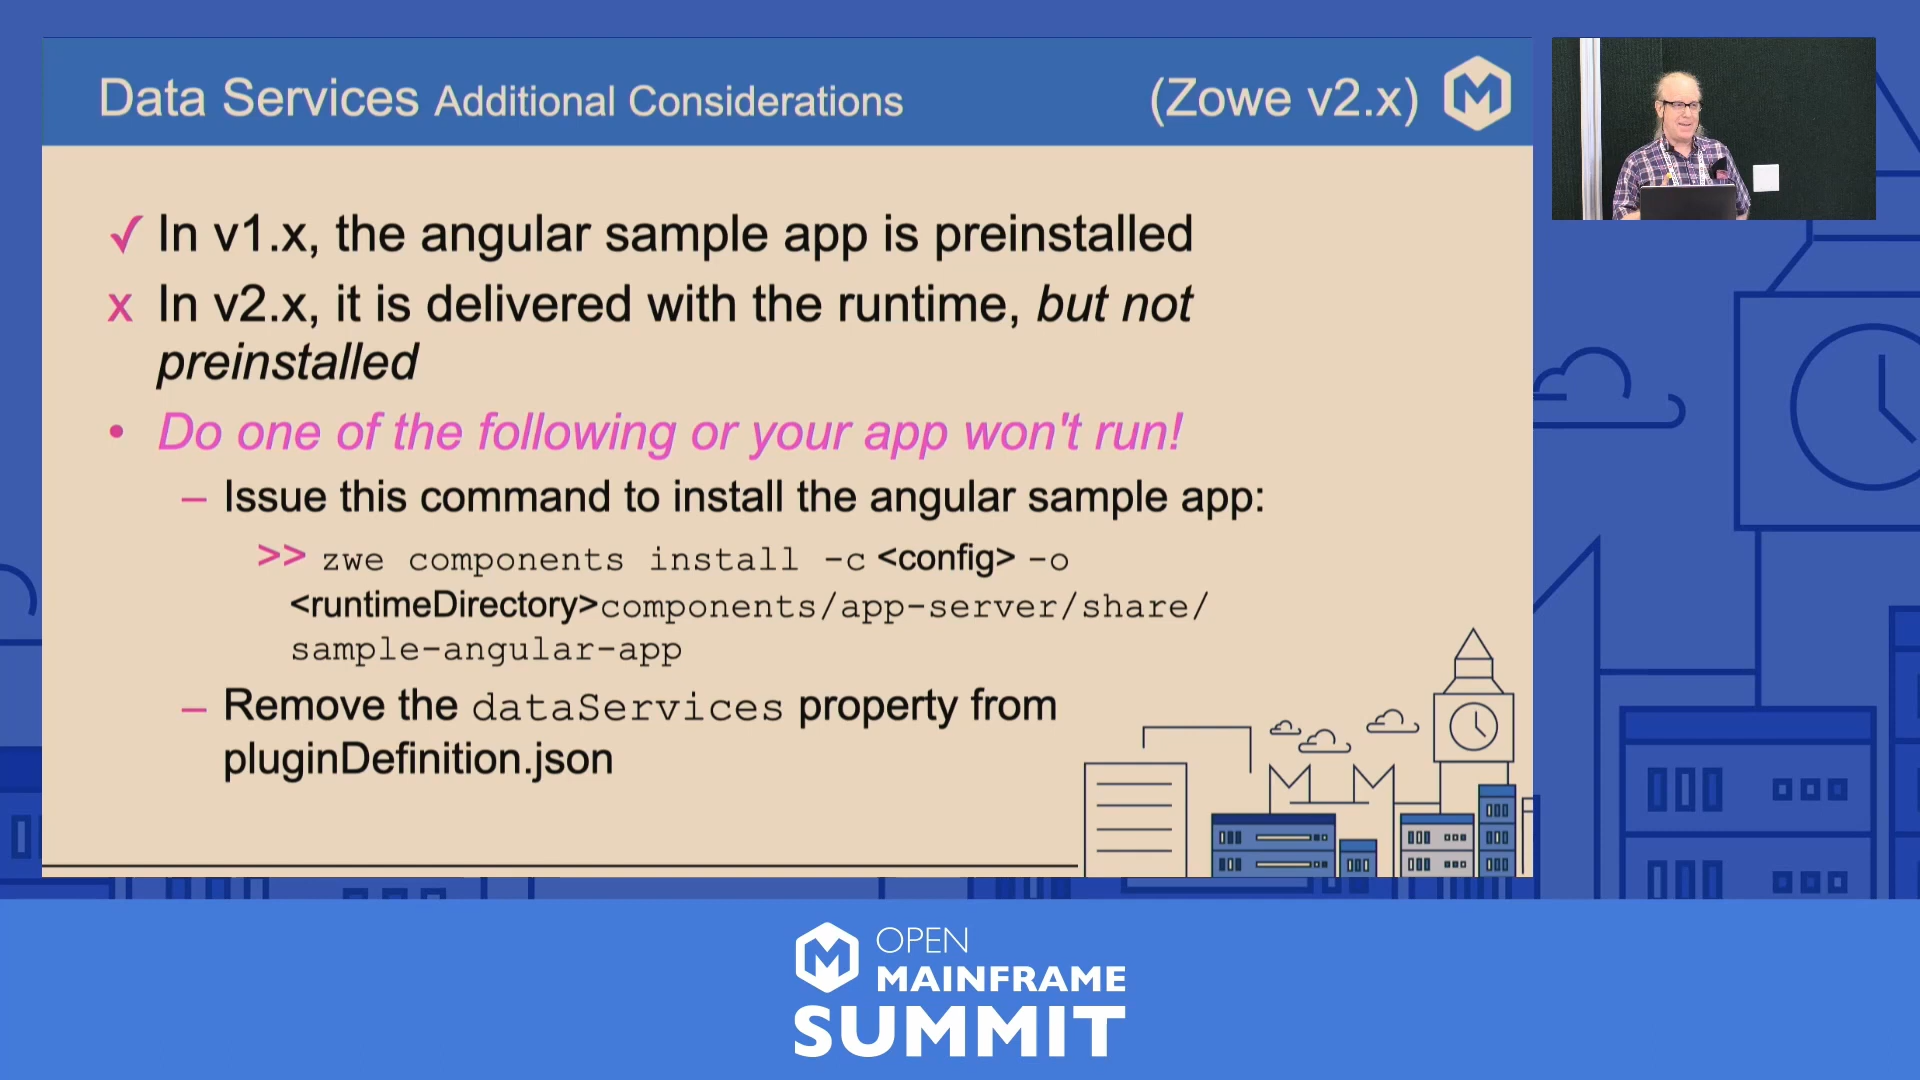 Data Services Additional Considerations (Zowe v2.x)
✓ In v1.x, the angular sample app is preinstalled
x In v2.x, it is delivered with the runtime, but not
preinstalled
• Do one of the following or your app won't run!
– Issue this command to install the angular sample app:
>> zwe components install -c <config> -o
<runtimeDirectory>components/app-server/share/
sample-angular-app
– Remove the dataServices property from
pluginDefinition.json
OPEN
MAINFRAME
SUMMIT